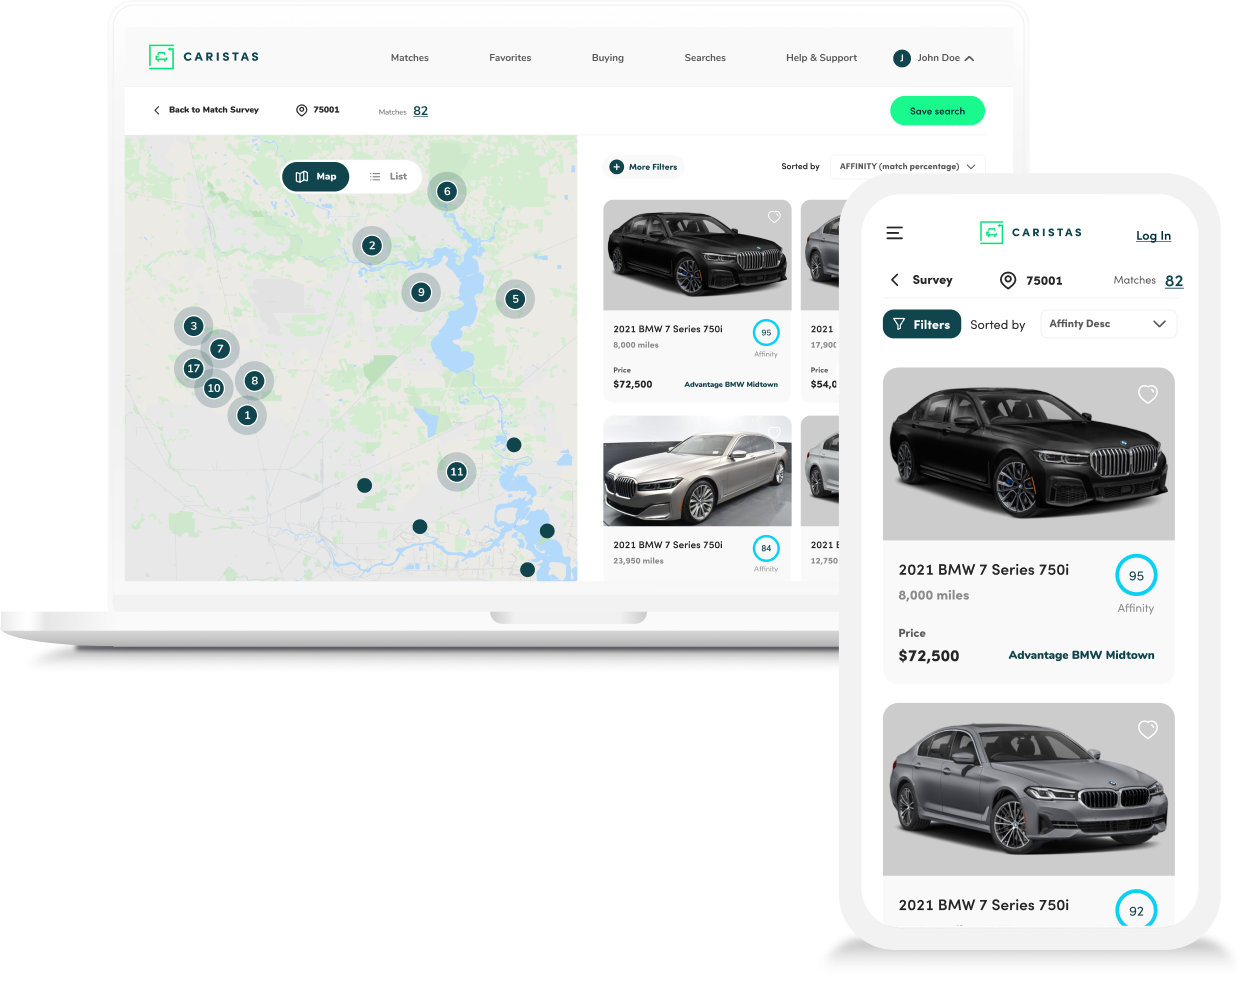 CARISTAS
Matches
Favorites
Buying
Searches
Help & Support
J
John Doe
Back to Match Survey
75001
Matches 82
Save search
Map
List
6
2
9
5
3
7
17
10
8
1
11
More Filters
Sorted by
AFFINITY (match percentage)
2021 BMW 7 Series 750i
8,000 miles
95
Affinity
Price
$72,500
Advantage BMW Midtown
2021
17,900
Price
$54,0
2021 BMW 7 Series 750i
23,950 miles
84
Affinity
2021 B
12,750
CARISTAS
Log In
Survey
75001
Matches 82
Filters
Sorted by
Affinty Desc
2021 BMW 7 Series 750i
8,000 miles
95
Affinity
Price
$72,500
Advantage BMW Midtown
2021 BMW 7 Series 750i
92